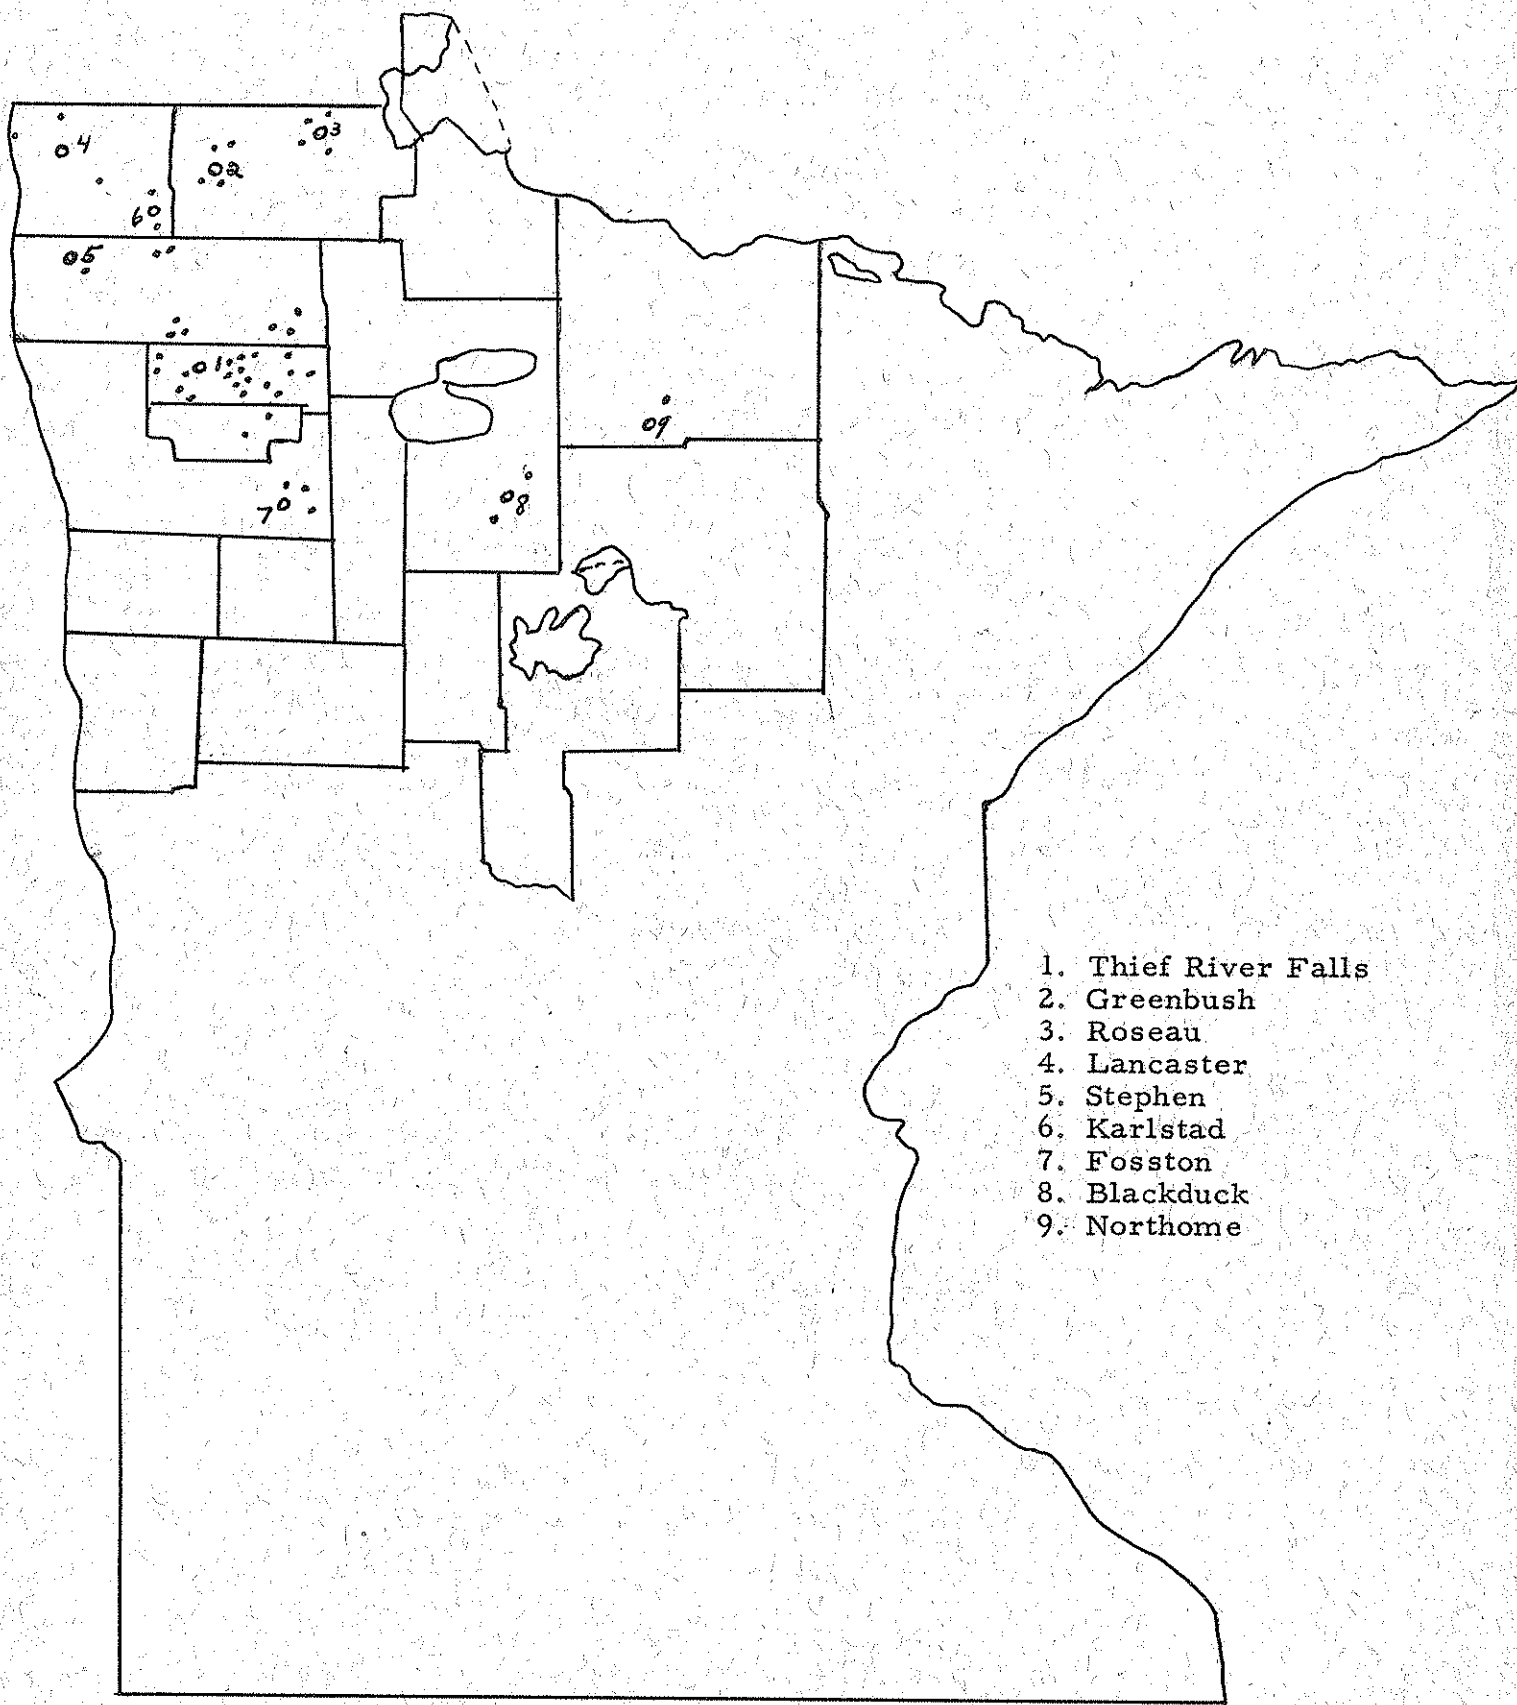 3
4
2
6
5
1
9
8
7
1. Thief River Falls
2. Greenbush
3. Roseau
4. Lancaster
5. Stephen
6. Karlstad
7. Fosston
8. Blackduck
9. Northome